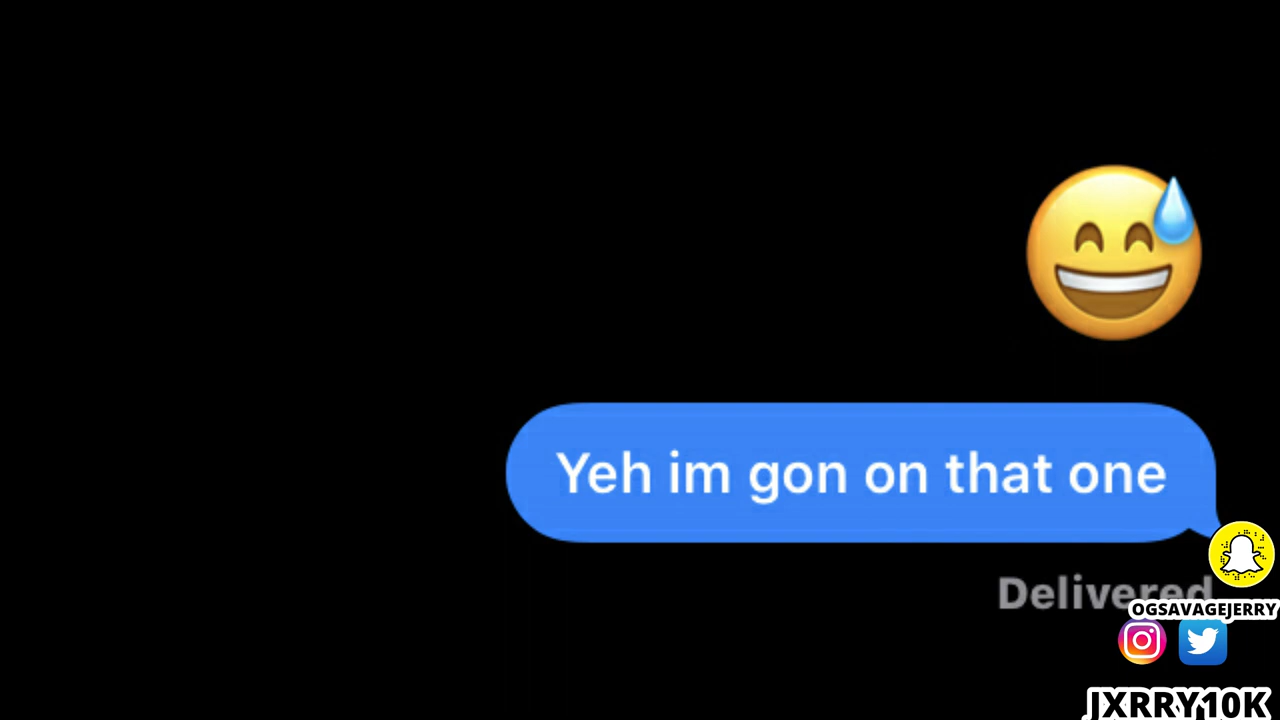 Yeh im gon on that one
Delivered
OGSAVAGEJERRY
JXRRY10K